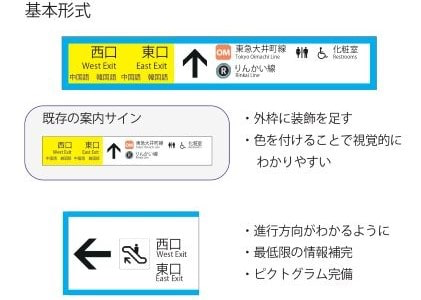 基本形式
西口 東口
West Exit East Exit
中国語 韓国語 中国語 韓国語
OM 東急大井町線
Tokyu Oimachi Line
R りんかい線
Rinkai Line
化粧室
Restrooms
既存の案内サイン
西口 東口
West Exit East Exit
中国語 韓国語 中国語 韓国語
東急大井町線
りんかい線
化粧室
・外枠に装飾を足す
・色を付けることで視覚的に
わかりやすい
西口
West Exit
東口
East Exit
・進行方向がわかるように
・最低限の情報補完
・ピクトグラム完備